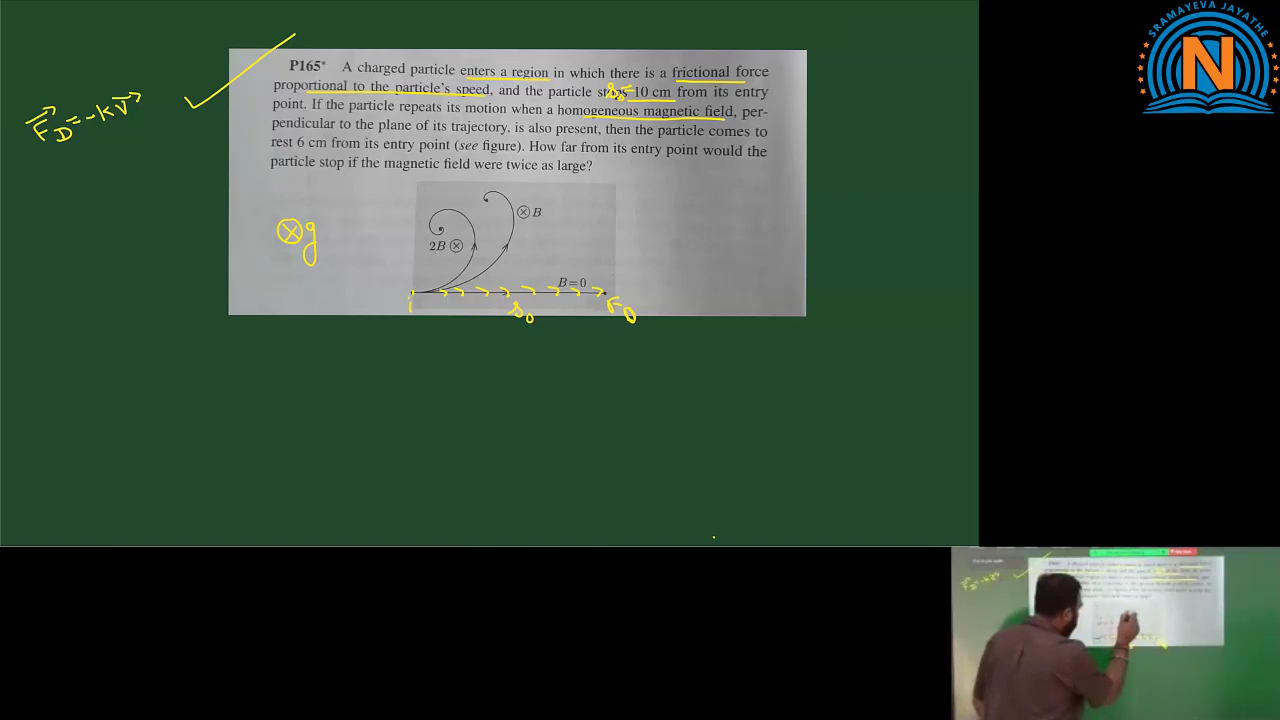 SRAMAYEVA JAYATHE
N
P165* A charged particle enters a region in which there is a frictional force
proportional to the particle's speed, and the particle stops 10 cm from its entry
point. If the particle repeats its motion when a homogeneous magnetic field, per-
pendicular to the plane of its trajectory, is also present, then the particle comes to
rest 6 cm from its entry point (see figure). How far from its entry point would the
particle stop if the magnetic field were twice as large?
F_D = -kv
⊗g
⊗ B
2B ⊗
B = 0
i
s₀